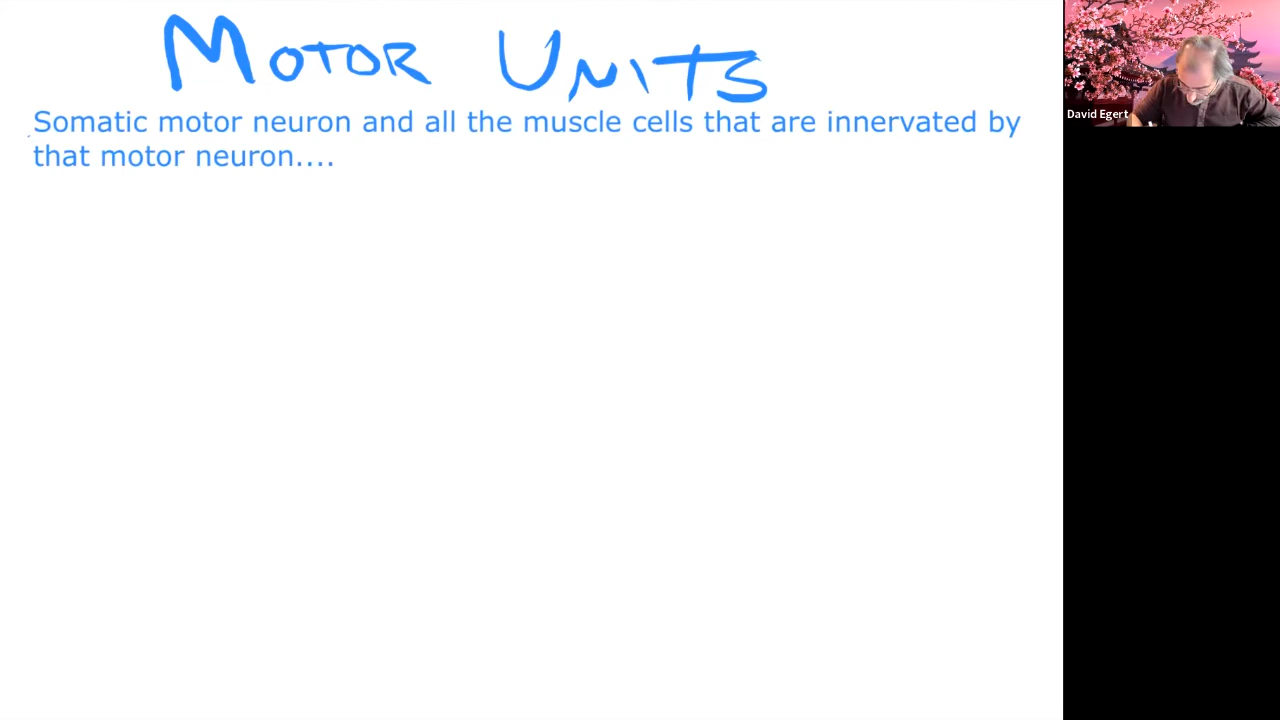 MOTOR UNITS
Somatic motor neuron and all the muscle cells that are innervated by
that motor neuron....
David Egert